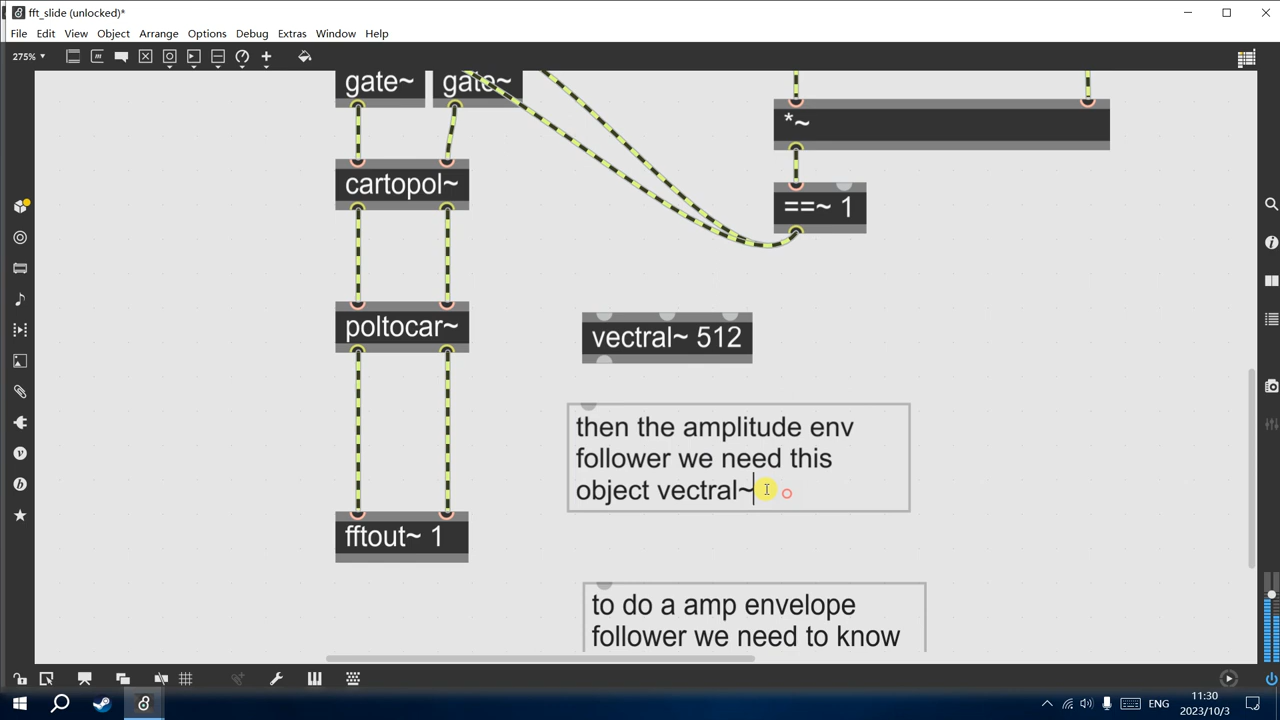 fft_slide (unlocked)*
File Edit View Object Arrange Options Debug Extras Window Help
275%
gate~ gate~
*~
cartopol~
==~ 1
poltocar~
vectral~ 512
then the amplitude env
follower we need this
object vectral~
fftout~ 1
to do a amp envelope
follower we need to know
ENG
11:30
2023/10/3